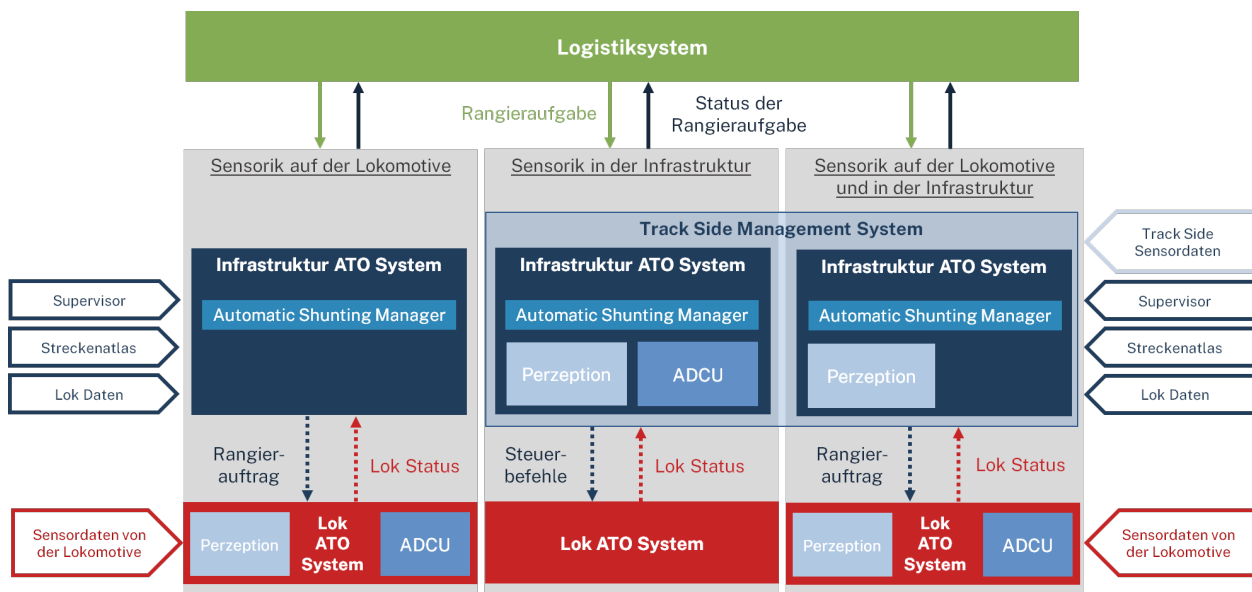 Logistiksystem
Rangieraufgabe
Status der
Rangieraufgabe
Sensorik auf der Lokomotive
Sensorik in der Infrastruktur
Sensorik auf der Lokomotive
und in der Infrastruktur
Track Side Management System
Track Side
Sensordaten
Infrastruktur ATO System
Infrastruktur ATO System
Infrastruktur ATO System
Supervisor
Automatic Shunting Manager
Automatic Shunting Manager
Automatic Shunting Manager
Supervisor
Streckenatlas
Streckenatlas
Perzeption
ADCU
Perzeption
Lok Daten
Lok Daten
Rangier-
auftrag
Lok Status
Steuer-
befehle
Lok Status
Rangier-
auftrag
Lok Status
Sensordaten von
der Lokomotive
Perzeption
Lok
ATO
System
ADCU
Lok ATO System
Perzeption
Lok
ATO
System
ADCU
Sensordaten von
der Lokomotive